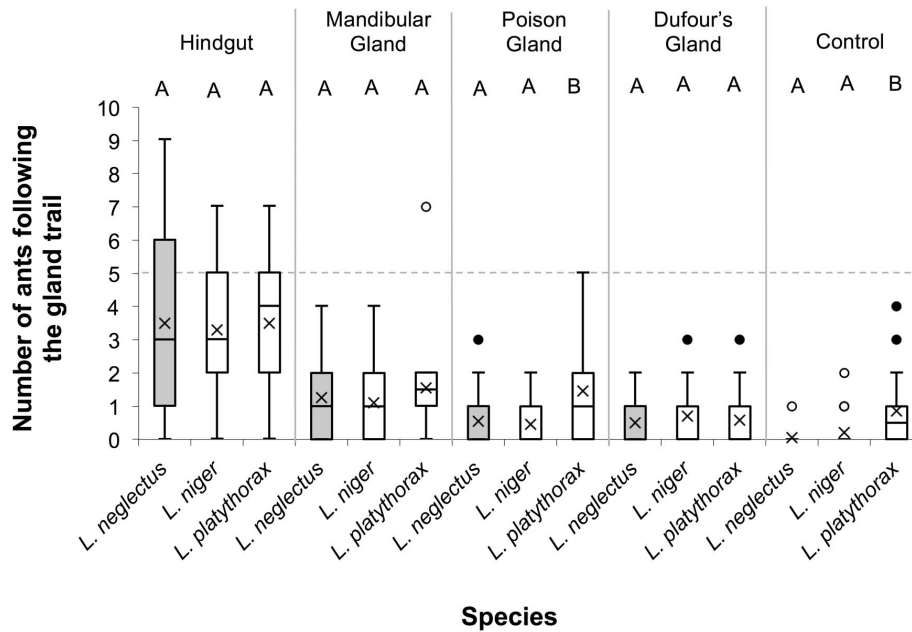 Hindgut
Mandibular
Gland
Poison
Gland
Dufour's
Gland
Control
A A A A A A A A B A A A A A B
10
9
8
7
6
5
4
3
2
1
0
Number of ants following
the gland trail
L. neglectus
L. niger
L. platythorax
L. neglectus
L. niger
L. platythorax
L. neglectus
L. niger
L. platythorax
L. neglectus
L. niger
L. platythorax
L. neglectus
L. niger
L. platythorax
Species